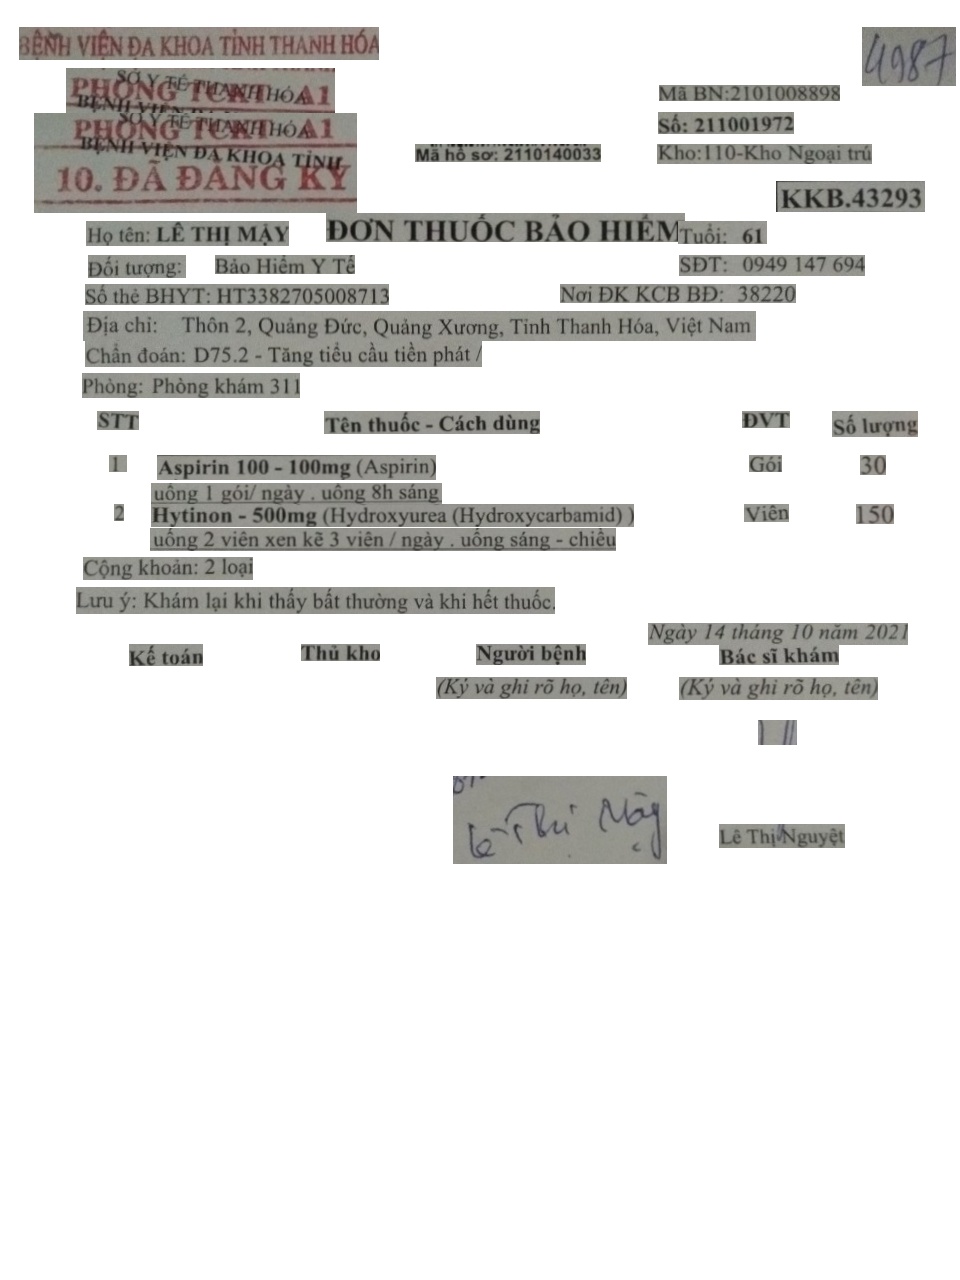 BỆNH VIỆN ĐA KHOA TỈNH THANH HÓA
4987
SỞ Y TẾ THANH HÓA
PHÒNG TCKT - A1
Mã BN:2101008898
SỞ Y TẾ THANH HÓA
PHÒNG TCKT - A1
Số: 211001972
BỆNH VIỆN ĐA KHOA TỈNH
Mã hồ sơ: 2110140033
Kho:110-Kho Ngoại trú
10. ĐÃ ĐĂNG KÝ
KKB.43293
ĐƠN THUỐC BẢO HIỂM
Họ tên: LÊ THỊ MẬY Tuổi: 61
Đối tượng: Bảo Hiểm Y Tế SĐT: 0949 147 694
Số thẻ BHYT: HT3382705008713 Nơi ĐK KCB BĐ: 38220
Địa chỉ: Thôn 2, Quảng Đức, Quảng Xương, Tỉnh Thanh Hóa, Việt Nam
Chẩn đoán: D75.2 - Tăng tiểu cầu tiền phát /
Phòng: Phòng khám 311
STT Tên thuốc - Cách dùng ĐVT Số lượng
1 Aspirin 100 - 100mg (Aspirin) Gói 30
uống 1 gói/ ngày . uống 8h sáng
2 Hytinon - 500mg (Hydroxyurea (Hydroxycarbamid) ) Viên 150
uống 2 viên xen kẽ 3 viên / ngày . uống sáng - chiều
Cộng khoản: 2 loại
Lưu ý: Khám lại khi thấy bất thường và khi hết thuốc.
Ngày 14 tháng 10 năm 2021
Kế toán Thủ kho Người bệnh Bác sĩ khám
(Ký và ghi rõ họ, tên) (Ký và ghi rõ họ, tên)
Lê Thị Mậy
Lê Thị Nguyệt